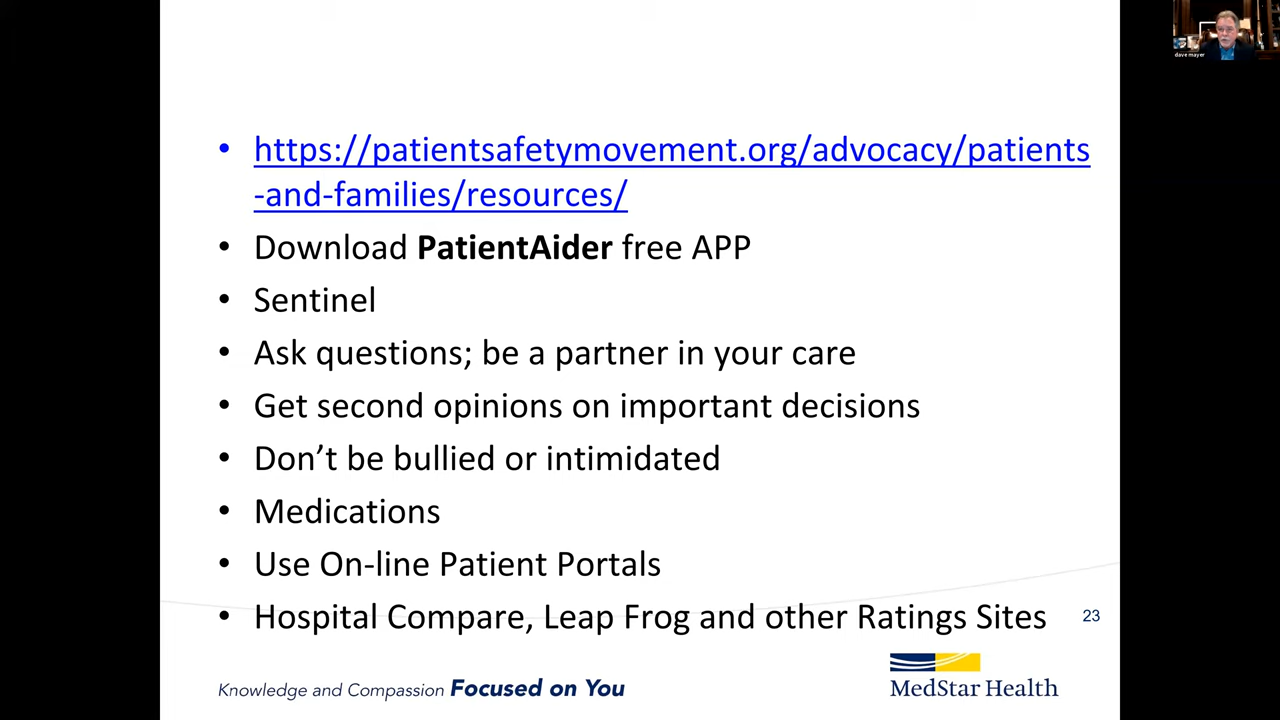 dave mayer
• https://patientsafetymovement.org/advocacy/patients
-and-families/resources/
• Download PatientAider free APP
• Sentinel
• Ask questions; be a partner in your care
• Get second opinions on important decisions
• Don’t be bullied or intimidated
• Medications
• Use On-line Patient Portals
• Hospital Compare, Leap Frog and other Ratings Sites
23
Knowledge and Compassion Focused on You
MedStar Health